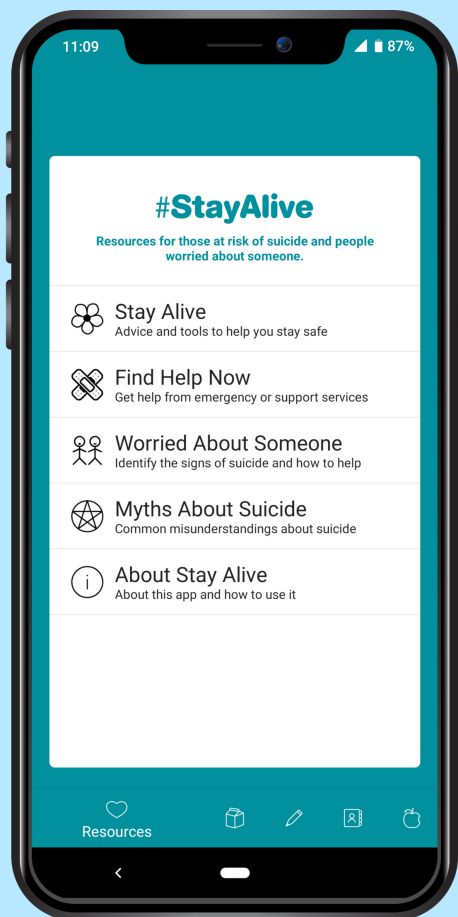 11:09
87%
#StayAlive
Resources for those at risk of suicide and people
worried about someone.
Stay Alive
Advice and tools to help you stay safe
Find Help Now
Get help from emergency or support services
Worried About Someone
Identify the signs of suicide and how to help
Myths About Suicide
Common misunderstandings about suicide
i
About Stay Alive
About this app and how to use it
Resources